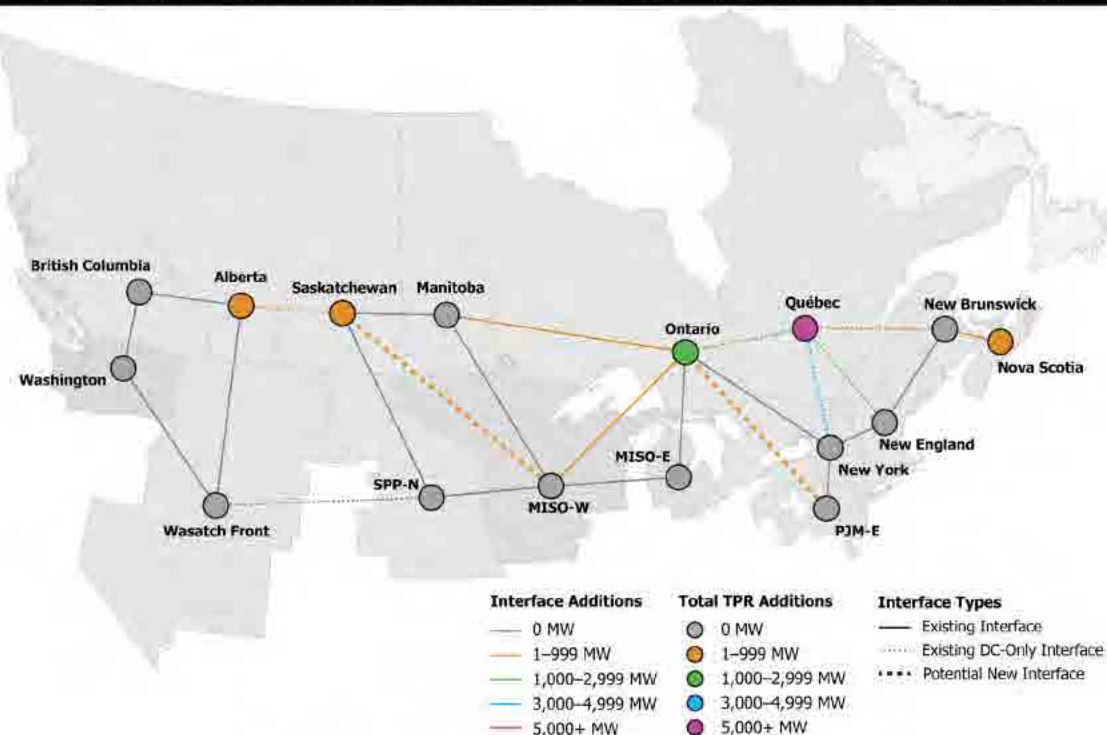 British Columbia
Alberta
Saskatchewan
Manitoba
Québec
New Brunswick
Ontario
Nova Scotia
Washington
MISO-E
New England
New York
SPP-N
MISO-W
Wasatch Front
PJM-E
Interface Additions
0 MW
1–999 MW
1,000–2,999 MW
3,000–4,999 MW
5,000+ MW
Total TPR Additions
0 MW
1–999 MW
1,000–2,999 MW
3,000–4,999 MW
5,000+ MW
Interface Types
Existing Interface
Existing DC-Only Interface
Potential New Interface